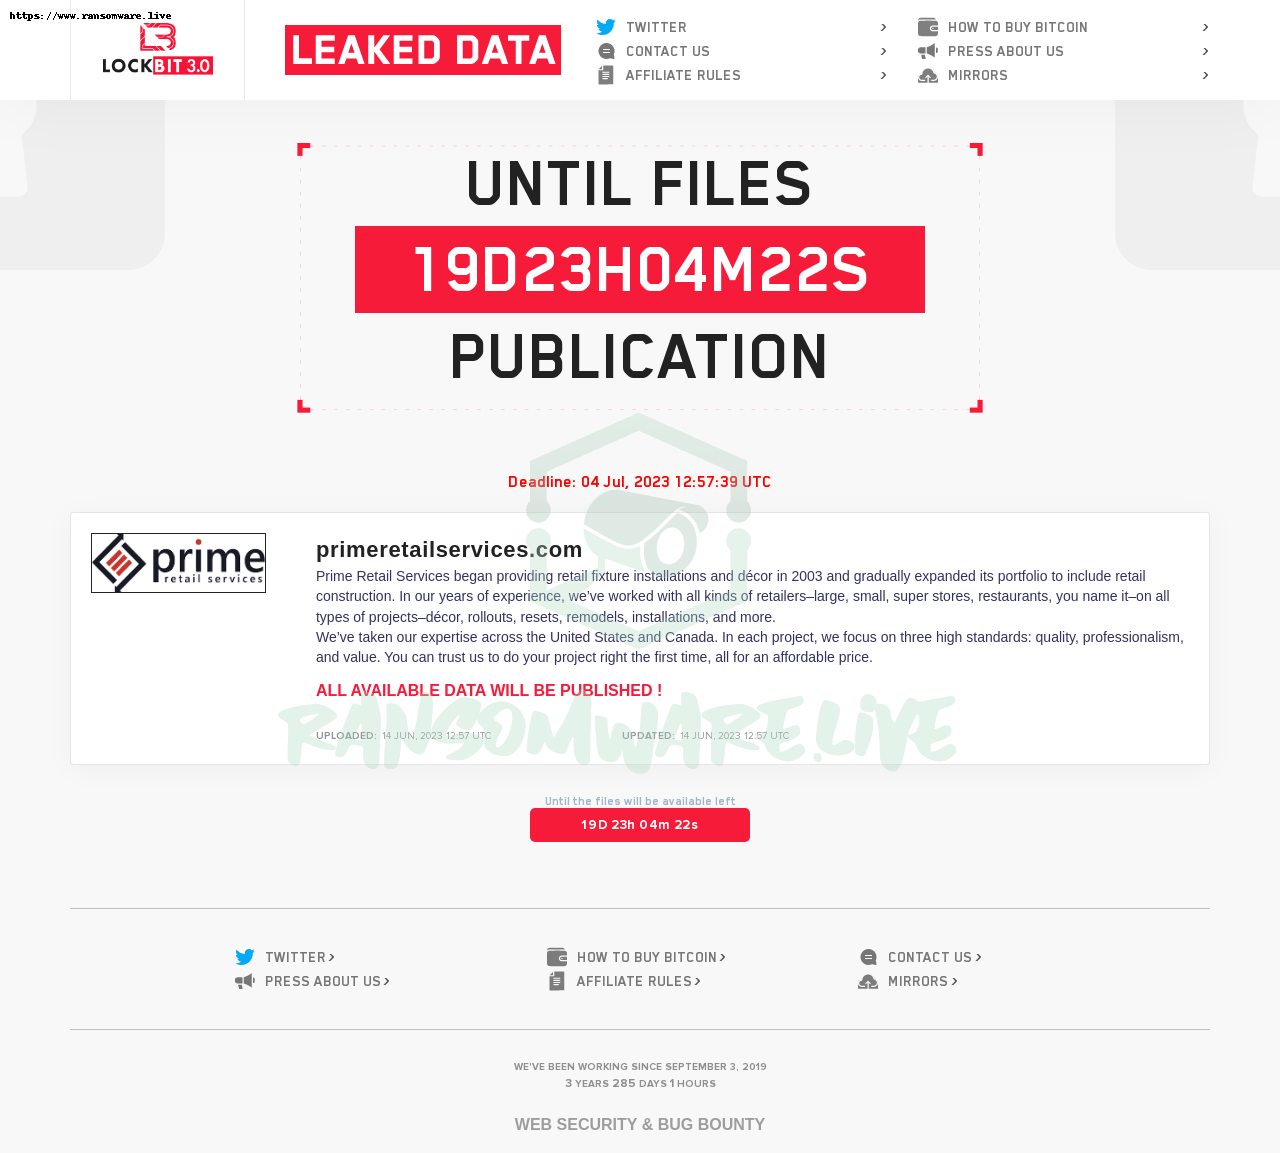 https://www.ransomware.live
LOCKBIT 3.0
LEAKED DATA
TWITTER
CONTACT US
AFFILIATE RULES
HOW TO BUY BITCOIN
PRESS ABOUT US
MIRRORS
UNTIL FILES
19D23H04M22S
PUBLICATION
Deadline: 04 Jul, 2023 12:57:39 UTC
prime
retail services
primeretailservices.com
Prime Retail Services began providing retail fixture installations and décor in 2003 and gradually expanded its portfolio to include retail
construction. In our years of experience, we’ve worked with all kinds of retailers–large, small, super stores, restaurants, you name it–on all
types of projects–décor, rollouts, resets, remodels, installations, and more.
We’ve taken our expertise across the United States and Canada. In each project, we focus on three high standards: quality, professionalism,
and value. You can trust us to do your project right the first time, all for an affordable price.
ALL AVAILABLE DATA WILL BE PUBLISHED !
RANSOMWARE.LIVE
UPLOADED: 14 JUN, 2023 12:57 UTC
UPDATED: 14 JUN, 2023 12:57 UTC
Until the files will be available left
19D 23h 04m 22s
TWITTER
PRESS ABOUT US
HOW TO BUY BITCOIN
AFFILIATE RULES
CONTACT US
MIRRORS
WE'VE BEEN WORKING SINCE SEPTEMBER 3, 2019
3 YEARS 285 DAYS 1 HOURS
WEB SECURITY & BUG BOUNTY